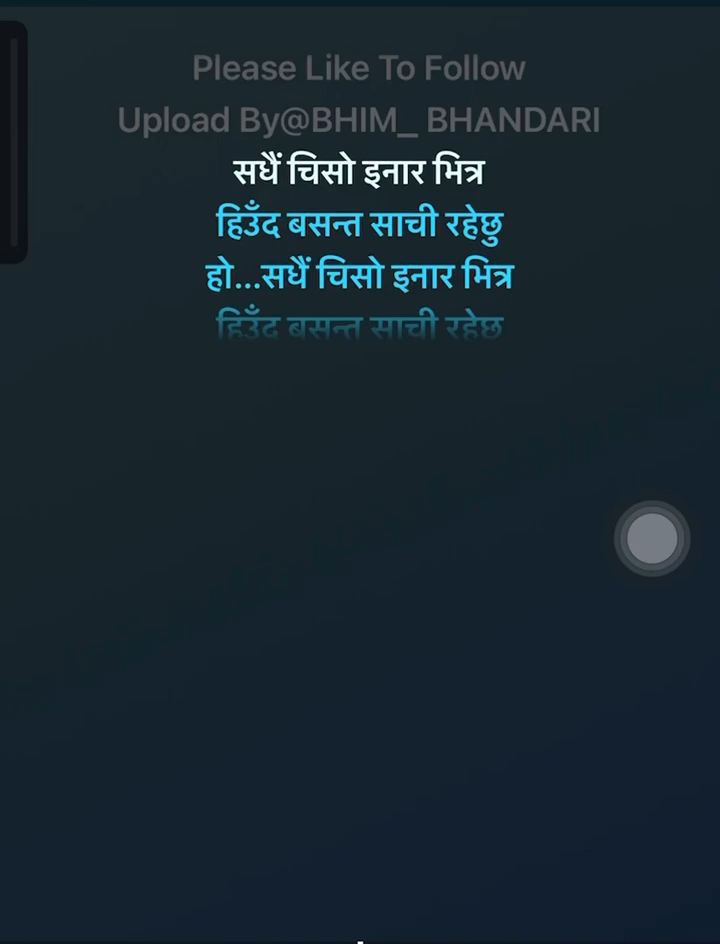 Please Like To Follow
Upload By@BHIM_ BHANDARI
सधैं चिसो इनार भित्र
हिउँद बसन्त साची रहेछु
हो...सधैं चिसो इनार भित्र
हिउँद बसन्त साची रहेछु